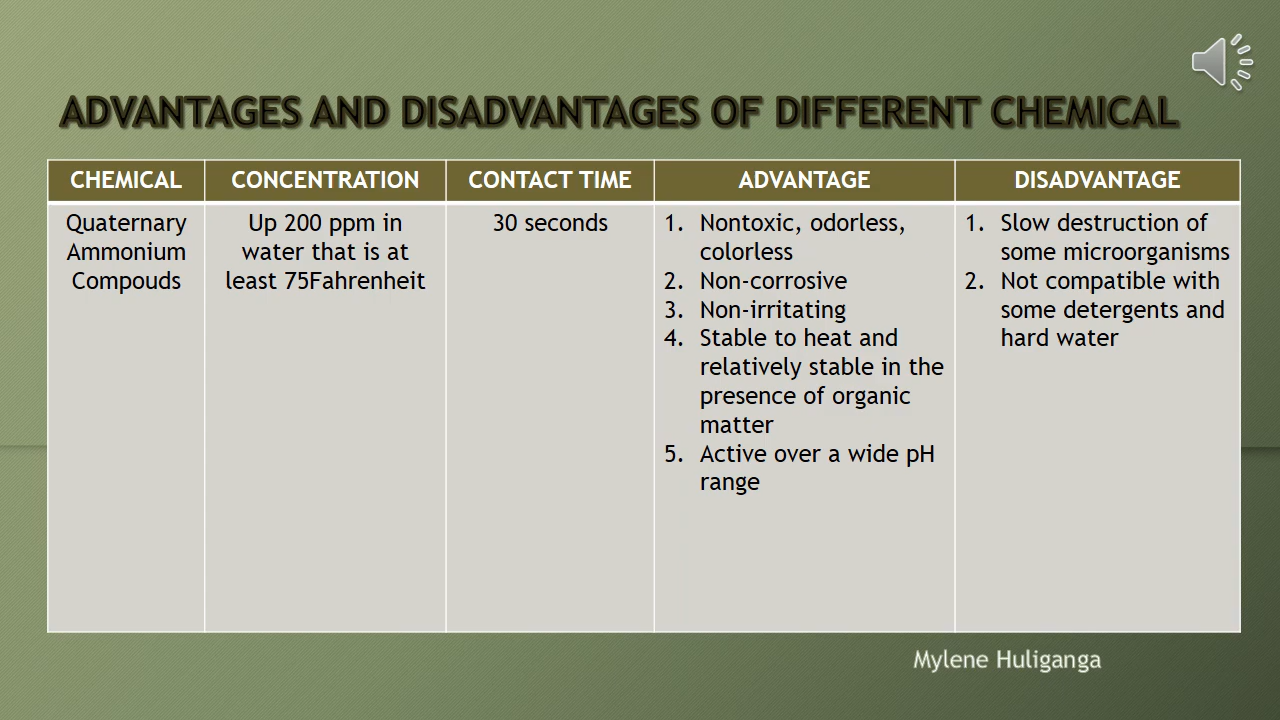 ADVANTAGES AND DISADVANTAGES OF DIFFERENT CHEMICAL
CHEMICAL
CONCENTRATION
CONTACT TIME
ADVANTAGE
DISADVANTAGE
Quaternary
Ammonium
Compouds
Up 200 ppm in
water that is at
least 75Fahrenheit
30 seconds
1. Nontoxic, odorless,
colorless
2. Non-corrosive
3. Non-irritating
4. Stable to heat and
relatively stable in the
presence of organic
matter
5. Active over a wide pH
range
1. Slow destruction of
some microorganisms
2. Not compatible with
some detergents and
hard water
Mylene Huliganga